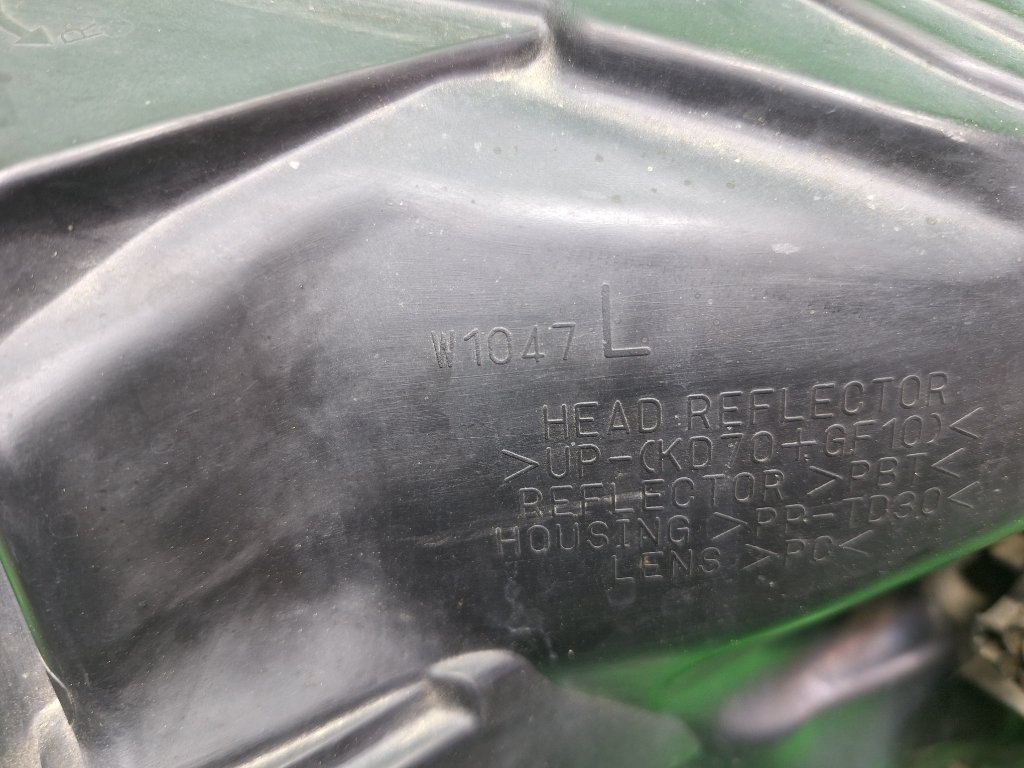 R
W1047 L
HEAD REFLECTOR
>UP-(KD70+GF10)<
REFLECTOR >PBT<
HOUSING >PP-TD30<
LENS >PC<